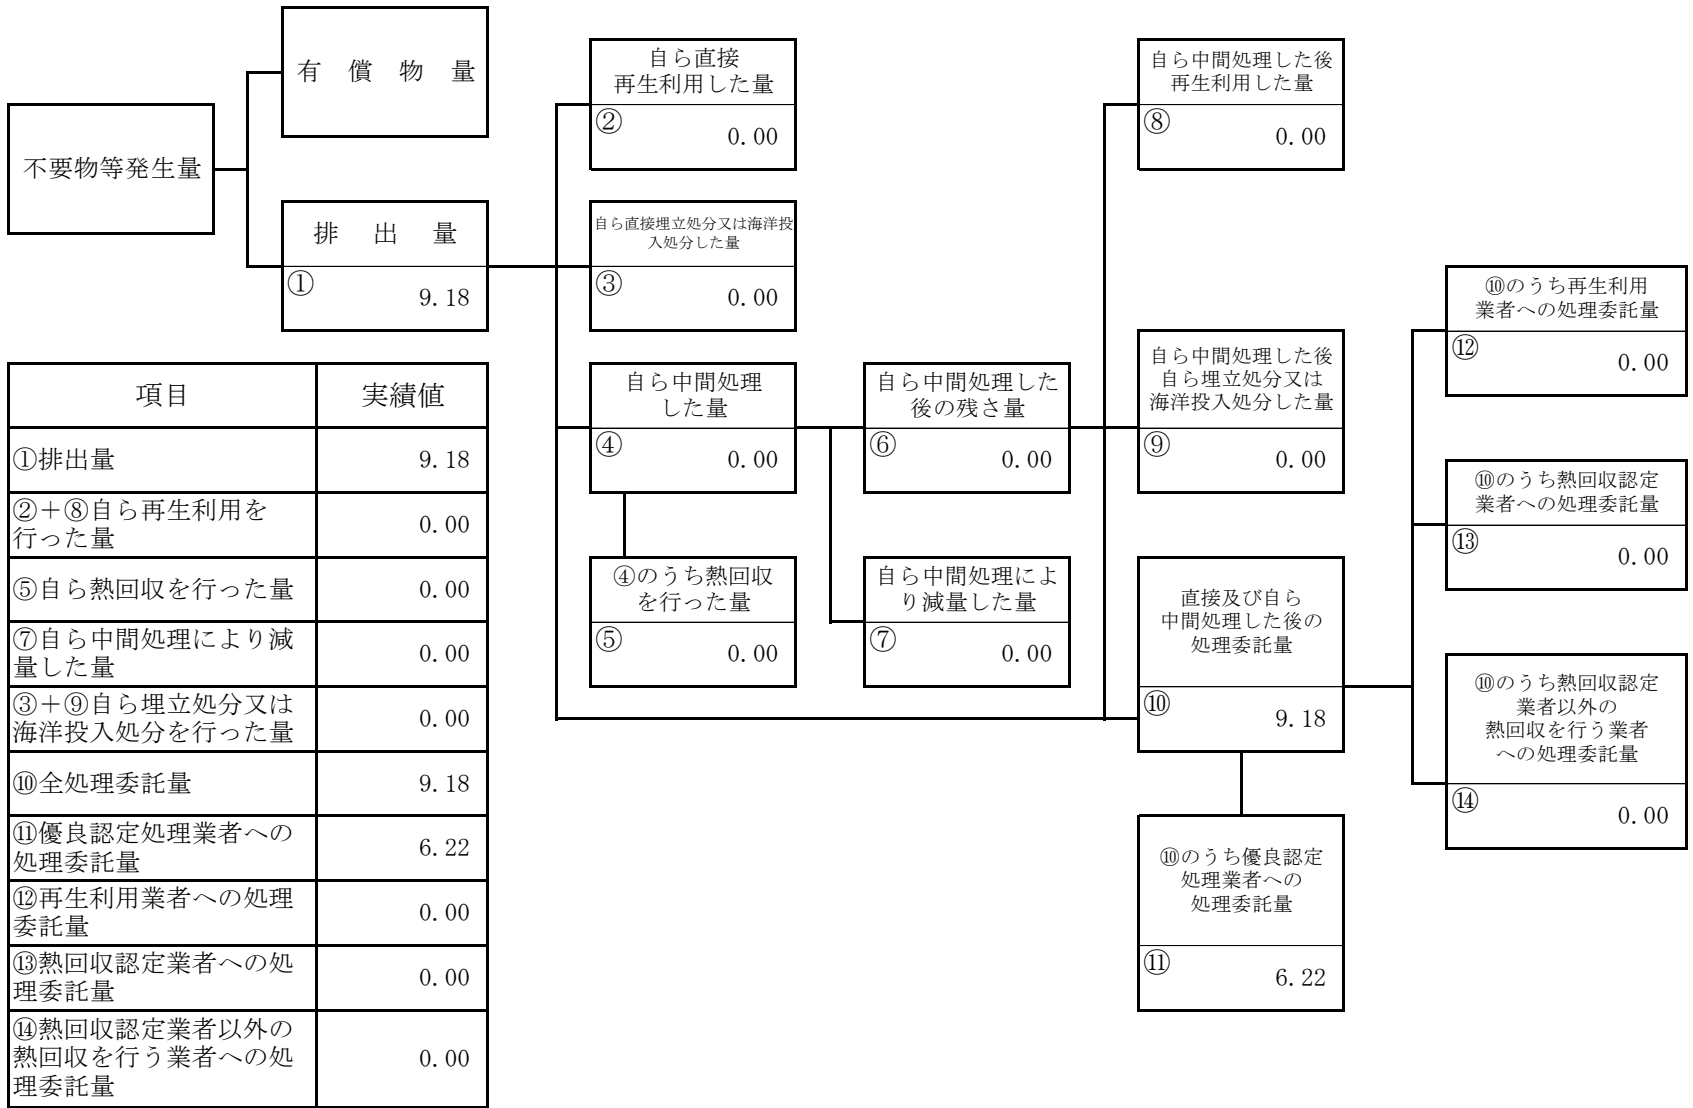 有償物量
不要物等発生量
排出量
①
9.18
自ら直接
再生利用した量
②
0.00
自ら直接埋立処分又は海洋投
入処分した量
③
0.00
自ら中間処理
した量
④
0.00
④のうち熱回収
を行った量
⑤
0.00
自ら中間処理した
後の残さ量
⑥
0.00
自ら中間処理によ
り減量した量
⑦
0.00
自ら中間処理した後
再生利用した量
⑧
0.00
自ら中間処理した後
自ら埋立処分又は
海洋投入処分した量
⑨
0.00
直接及び自ら
中間処理した後の
処理委託量
⑩
9.18
⑩のうち優良認定
処理業者への
処理委託量
⑪
6.22
⑩のうち再生利用
業者への処理委託量
⑫
0.00
⑩のうち熱回収認定
業者への処理委託量
⑬
0.00
⑩のうち熱回収認定
業者以外の
熱回収を行う業者
への処理委託量
⑭
0.00
項目 実績値
①排出量 9.18
②＋⑧自ら再生利用を
行った量 0.00
⑤自ら熱回収を行った量 0.00
⑦自ら中間処理により減
量した量 0.00
③＋⑨自ら埋立処分又は
海洋投入処分を行った量 0.00
⑩全処理委託量 9.18
⑪優良認定処理業者への
処理委託量 6.22
⑫再生利用業者への処理
委託量 0.00
⑬熱回収認定業者への処
理委託量 0.00
⑭熱回収認定業者以外の
熱回収を行う業者への処
理委託量 0.00